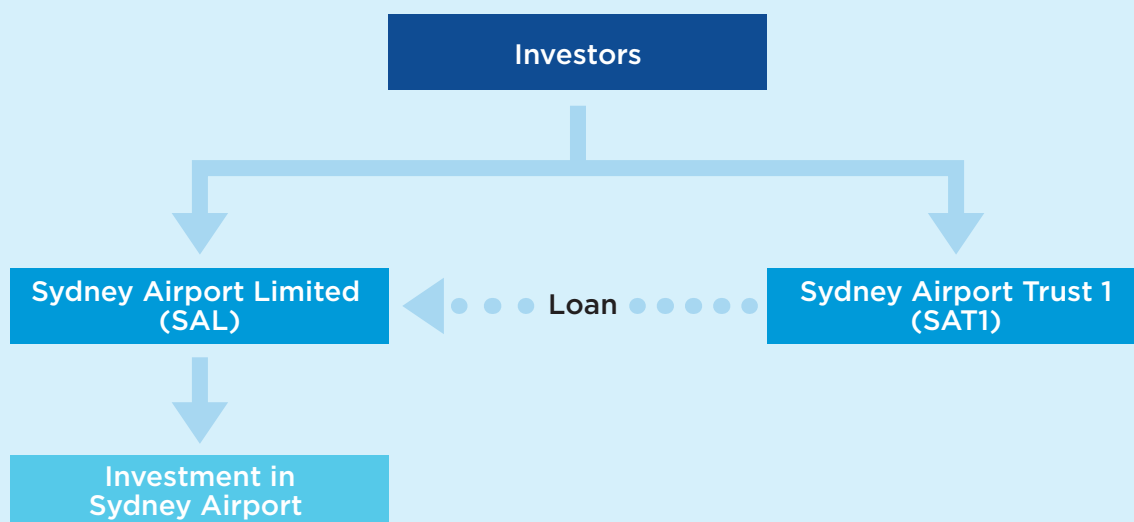 Investors
Sydney Airport Limited
(SAL)
Loan
Sydney Airport Trust 1
(SAT1)
Investment in
Sydney Airport